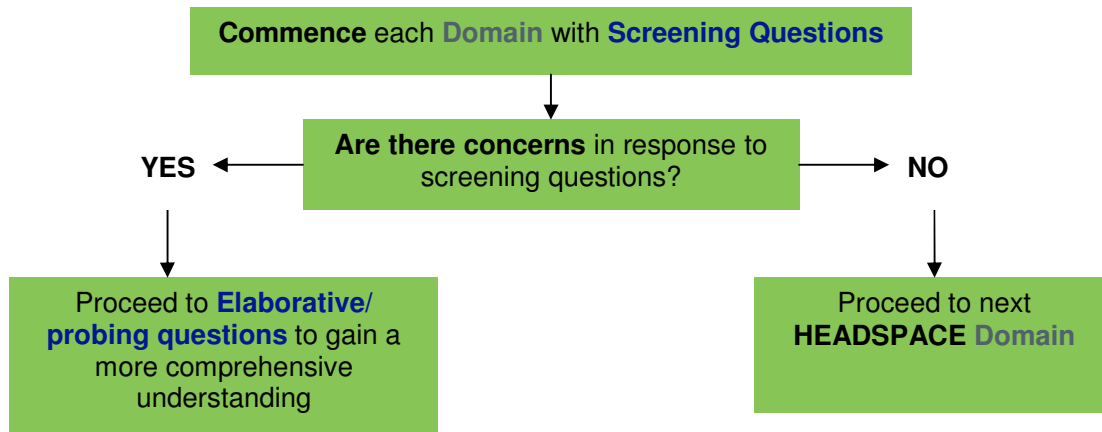 Commence each Domain with Screening Questions
Are there concerns in response to
screening questions?
YES
NO
Proceed to Elaborative/
probing questions to gain a
more comprehensive
understanding
Proceed to next
HEADSPACE Domain